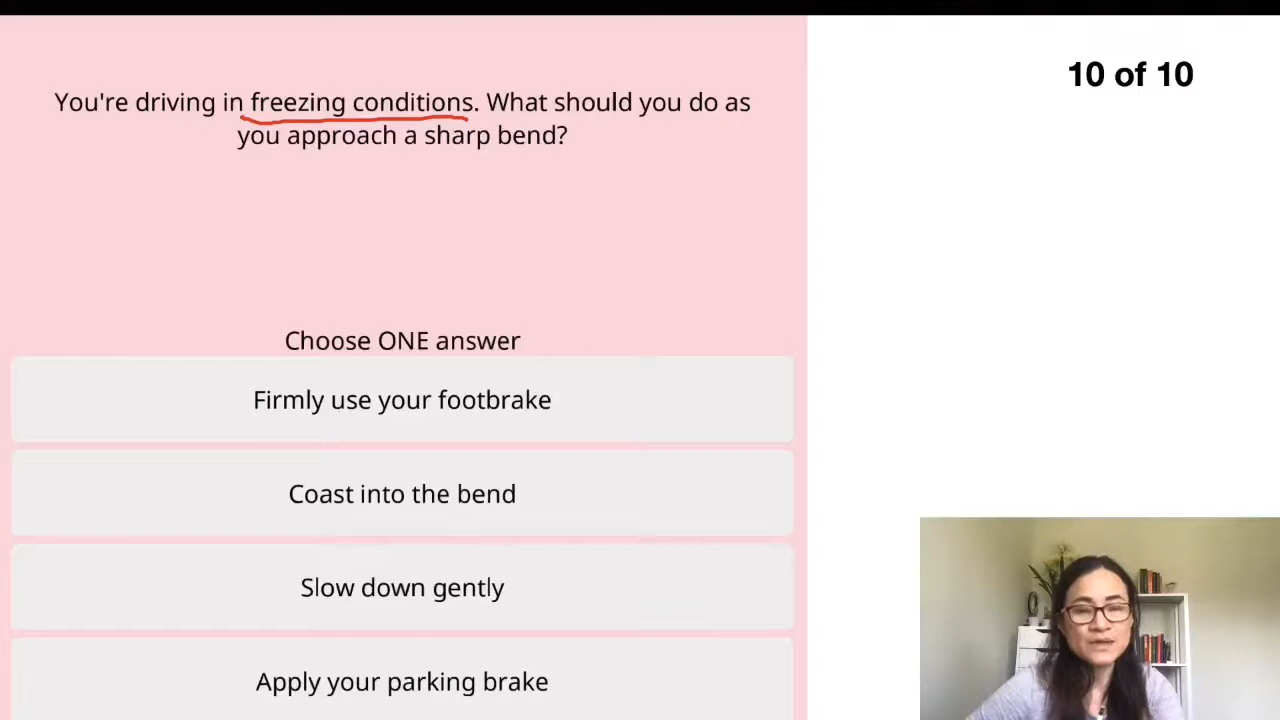 10 of 10
You're driving in freezing conditions. What should you do as
you approach a sharp bend?
Choose ONE answer
Firmly use your footbrake
Coast into the bend
Slow down gently
Apply your parking brake